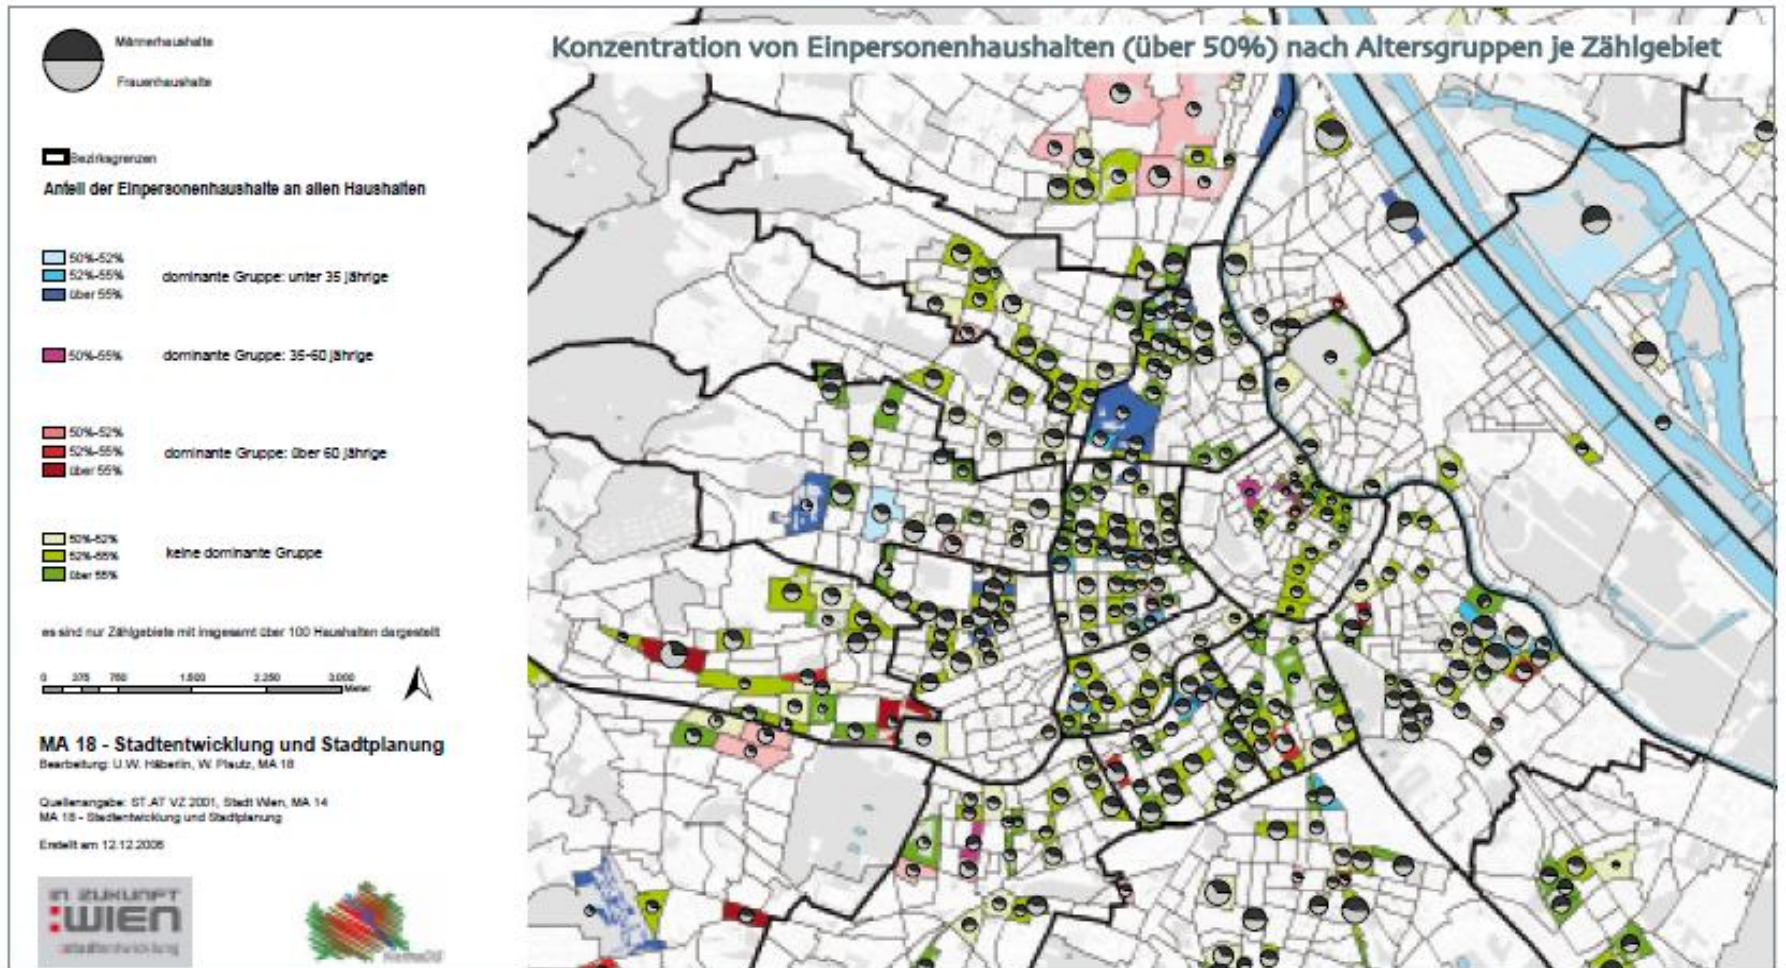 Konzentration von Einpersonenhaushalten (über 50%) nach Altersgruppen je Zählgebiet
Männerhaushalte
Frauenhaushalte
Bezirksgrenzen
Anteil der Einpersonenhaushalte an allen Haushalten
50%-52%
52%-55%
über 55%
dominante Gruppe: unter 35 jährige
50%-55%
dominante Gruppe: 35-60 jährige
50%-52%
52%-55%
über 55%
dominante Gruppe: über 60 jährige
50%-52%
52%-55%
über 55%
keine dominante Gruppe
es sind nur Zählgebiete mit insgesamt über 100 Haushalten dargestellt
0 375 750 1.500 2.250 3.000
Meter
MA 18 - Stadtentwicklung und Stadtplanung
Bearbeitung: U.W. Häberlin, W. Plautz, MA 18
Quellenangabe: ST.AT VZ 2001, Stadt Wien, MA 14
MA 18 - Stadtentwicklung und Stadtplanung
Erstellt am 12.12.2006
IN ZUKUNFT
:WIEN
:stadtentwicklung